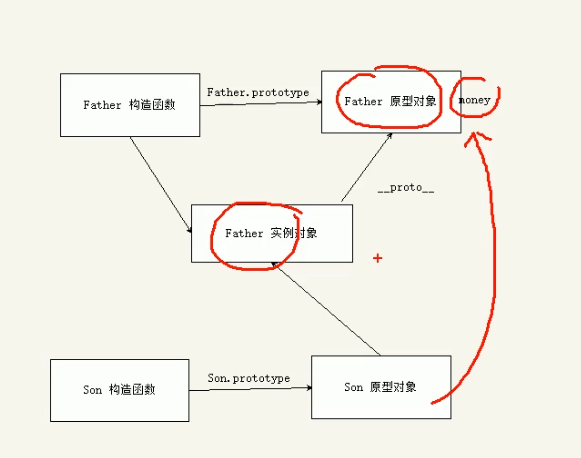 Father.prototype
Father 构造函数
Father 原型对象
money
__proto__
Father 实例对象
Son.prototype
Son 构造函数
Son 原型对象